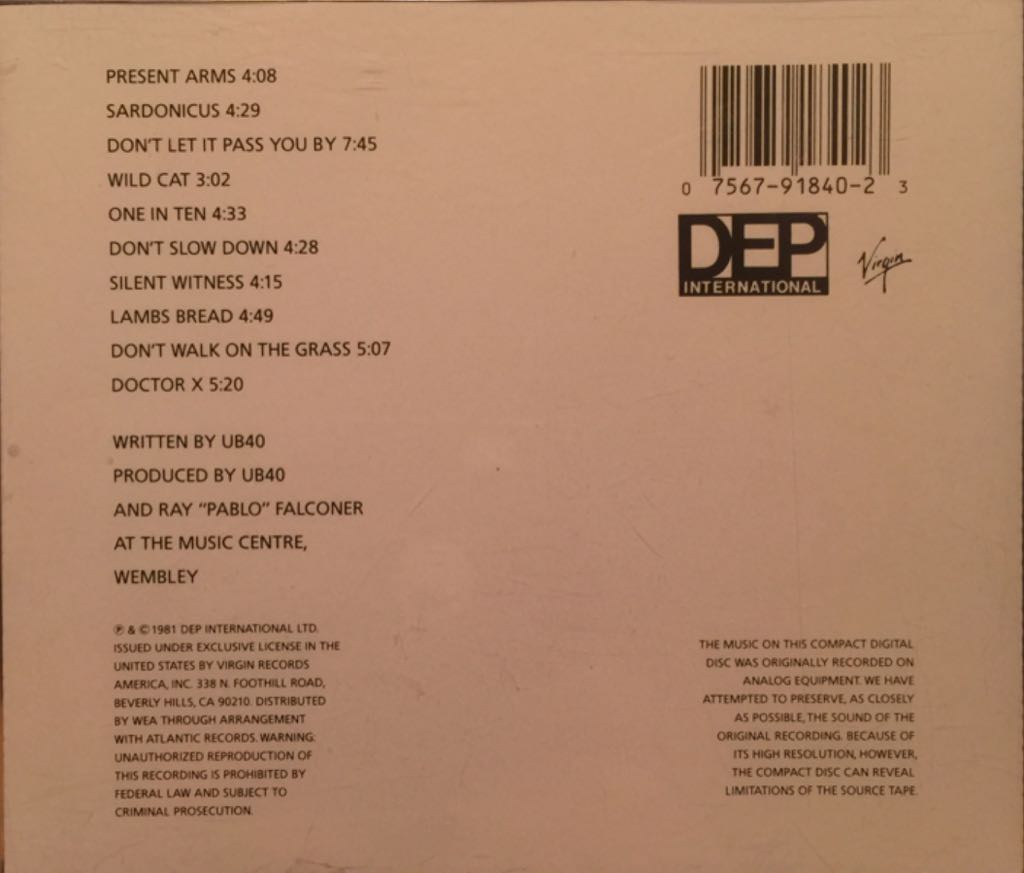 PRESENT ARMS 4:08
SARDONICUS 4:29
DON'T LET IT PASS YOU BY 7:45
WILD CAT 3:02
ONE IN TEN 4:33
DON'T SLOW DOWN 4:28
SILENT WITNESS 4:15
LAMBS BREAD 4:49
DON'T WALK ON THE GRASS 5:07
DOCTOR X 5:20
WRITTEN BY UB40
PRODUCED BY UB40
AND RAY "PABLO" FALCONER
AT THE MUSIC CENTRE,
WEMBLEY
℗ & © 1981 DEP INTERNATIONAL LTD.
ISSUED UNDER EXCLUSIVE LICENSE IN THE
UNITED STATES BY VIRGIN RECORDS
AMERICA, INC. 338 N. FOOTHILL ROAD,
BEVERLY HILLS, CA 90210. DISTRIBUTED
BY WEA THROUGH ARRANGEMENT
WITH ATLANTIC RECORDS. WARNING:
UNAUTHORIZED REPRODUCTION OF
THIS RECORDING IS PROHIBITED BY
FEDERAL LAW AND SUBJECT TO
CRIMINAL PROSECUTION.
0 7567-91840-2 3
DEP
INTERNATIONAL
Virgin
THE MUSIC ON THIS COMPACT DIGITAL
DISC WAS ORIGINALLY RECORDED ON
ANALOG EQUIPMENT. WE HAVE
ATTEMPTED TO PRESERVE, AS CLOSELY
AS POSSIBLE, THE SOUND OF THE
ORIGINAL RECORDING. BECAUSE OF
ITS HIGH RESOLUTION, HOWEVER,
THE COMPACT DISC CAN REVEAL
LIMITATIONS OF THE SOURCE TAPE.